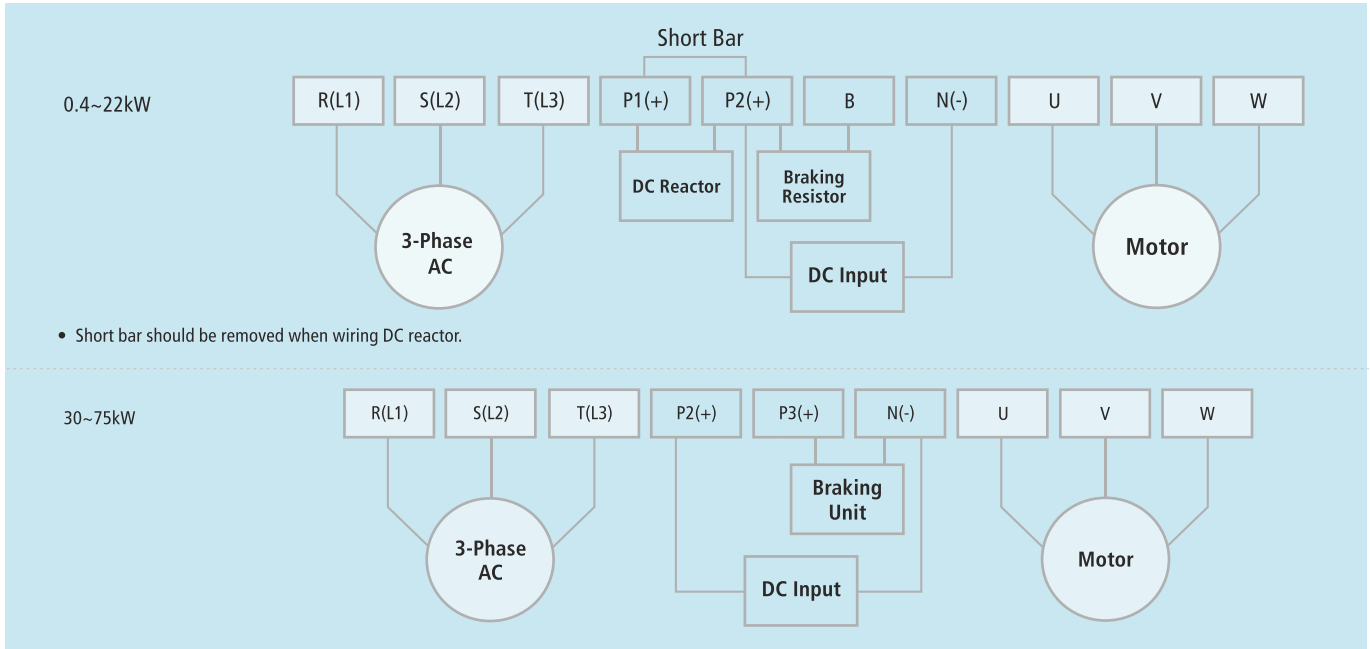 Short Bar
0.4~22kW
R(L1)
S(L2)
T(L3)
P1(+)
P2(+)
B
N(-)
U
V
W
DC Reactor
Braking
Resistor
3-Phase
AC
DC Input
Motor
• Short bar should be removed when wiring DC reactor.
30~75kW
R(L1)
S(L2)
T(L3)
P2(+)
P3(+)
N(-)
U
V
W
Braking
Unit
3-Phase
AC
DC Input
Motor